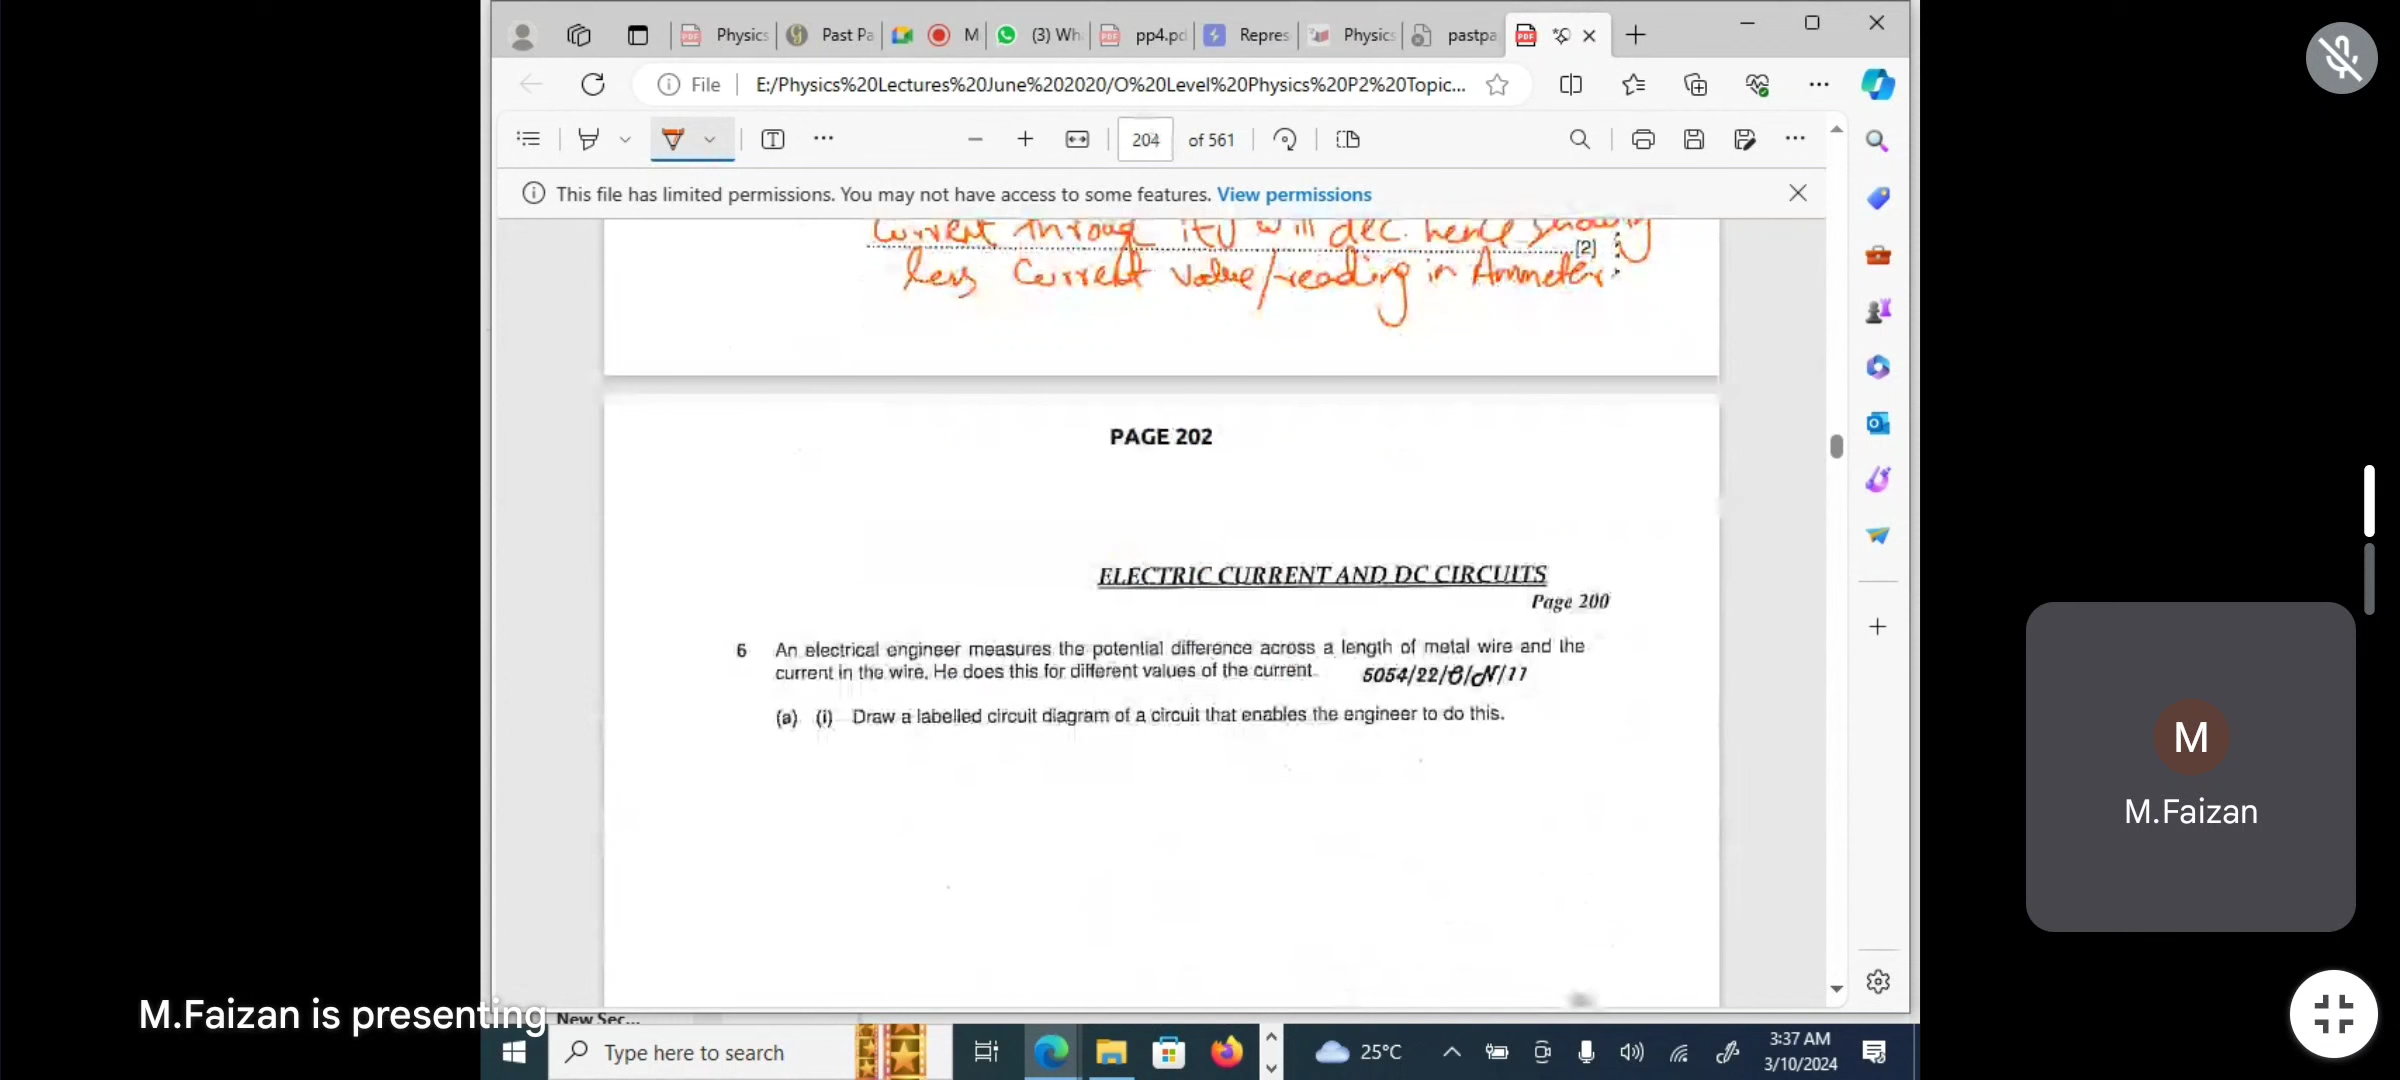 Physics
Past Pa
M
(3) Wh
pp4.pd
Repres
Physics
pastpa
File
E:/Physics%20Lectures%20June%202020/O%20Level%20Physics%20P2%20Topic...
204 of 561
This file has limited permissions. You may not have access to some features. View permissions
Current through it will dec. hence showing
[2]
less Current value/reading in Ammeter.
PAGE 202
ELECTRIC CURRENT AND DC CIRCUITS
Page 200
6 An electrical engineer measures the potential difference across a length of metal wire and the
current in the wire. He does this for different values of the current. 5054/22/O/N/11
(a) (i) Draw a labelled circuit diagram of a circuit that enables the engineer to do this.
M
M.Faizan
M.Faizan is presenting
New Sec...
Type here to search
25°C
3:37 AM
3/10/2024